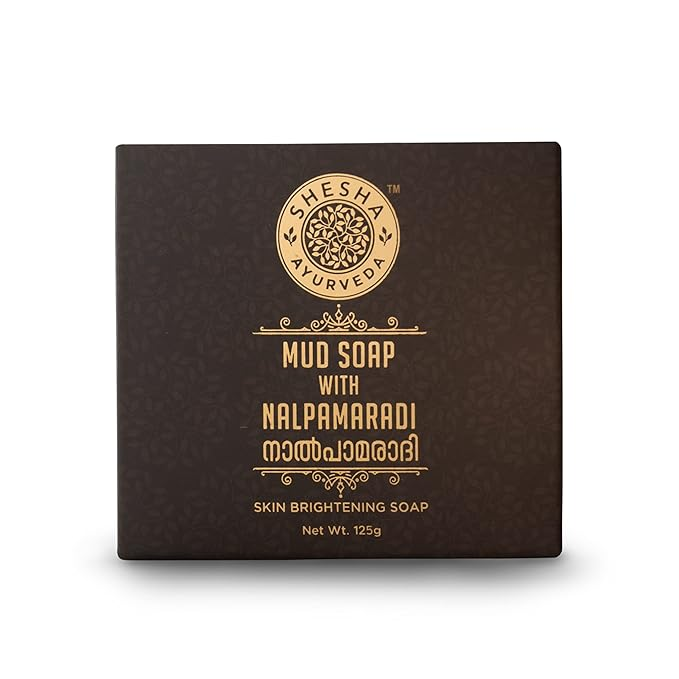 SHESHA
AYURVEDA
TM
MUD SOAP
WITH
NALPAMARADI
നാൽപാമരാദി
SKIN BRIGHTENING SOAP
Net Wt. 125g